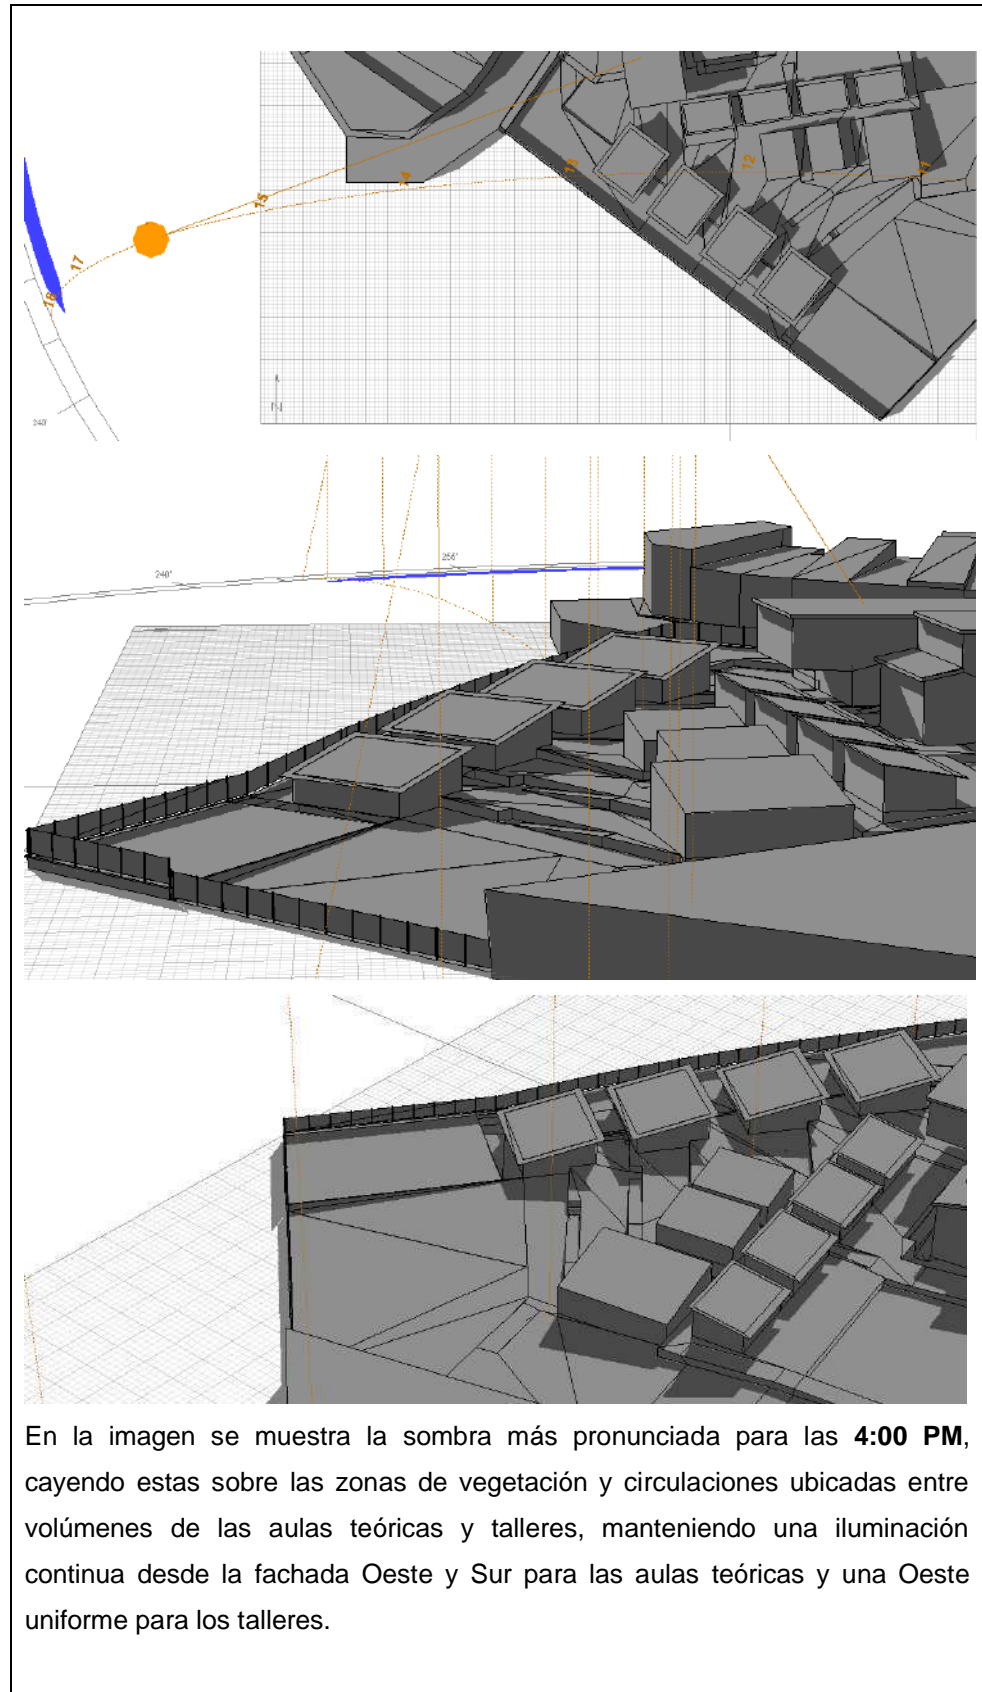 13
12
11
14
15
17
18
N
240°
240°
255°
En la imagen se muestra la sombra más pronunciada para las 4:00 PM,
cayendo estas sobre las zonas de vegetación y circulaciones ubicadas entre
volúmenes de las aulas teóricas y talleres, manteniendo una iluminación
continua desde la fachada Oeste y Sur para las aulas teóricas y una Oeste
uniforme para los talleres.